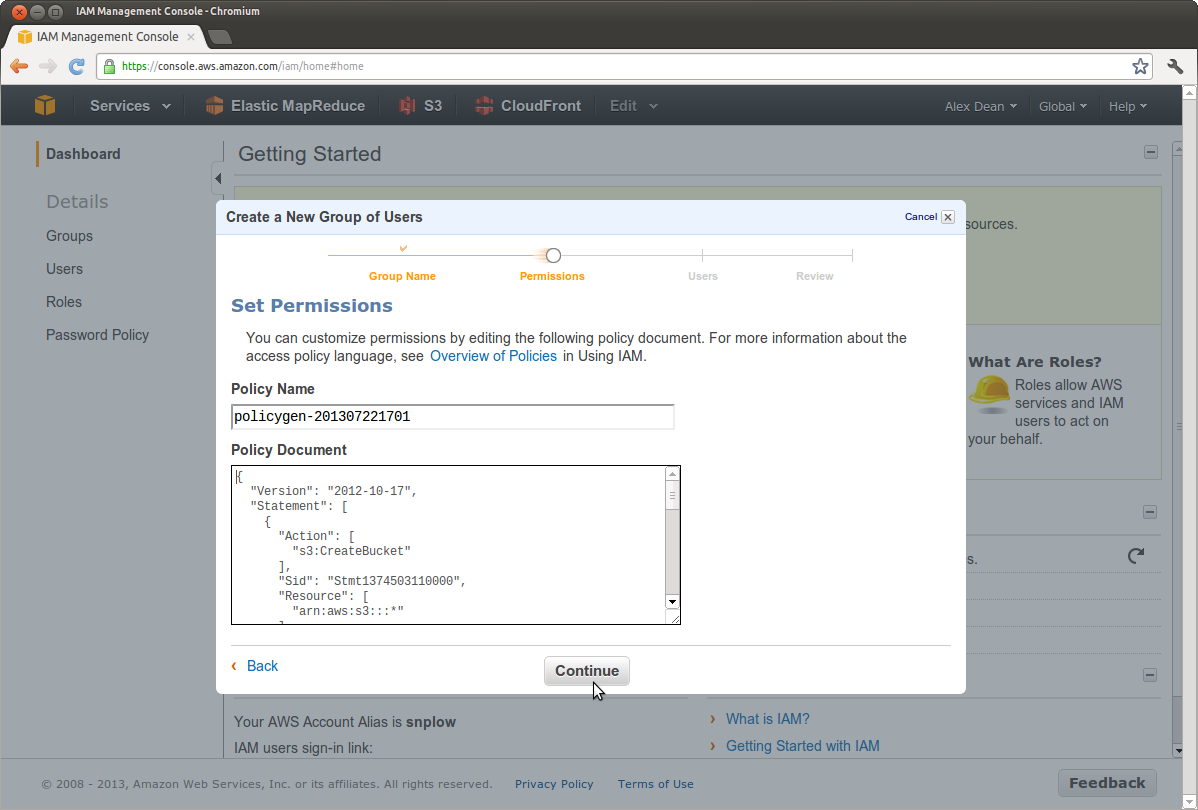 IAM Management Console - Chromium
IAM Management Console
https://console.aws.amazon.com/iam/home#home
Services
Elastic MapReduce
S3
CloudFront
Edit
Alex Dean
Global
Help
Dashboard
Details
Groups
Users
Roles
Password Policy
Getting Started
sources.
Create a New Group of Users
Cancel
Group Name
Permissions
Users
Review
Set Permissions
You can customize permissions by editing the following policy document. For more information about the
access policy language, see Overview of Policies in Using IAM.
Policy Name
policygen-201307221701
Policy Document
{
"Version": "2012-10-17",
"Statement": [
{
"Action": [
"s3:CreateBucket"
],
"Sid": "Stmt1374503110000",
"Resource": [
"arn:aws:s3:::*"
Back
Continue
What Are Roles?
Roles allow AWS
services and IAM
users to act on
your behalf.
s.
Your AWS Account Alias is snplow
IAM users sign-in link:
What is IAM?
Getting Started with IAM
© 2008 - 2013, Amazon Web Services, Inc. or its affiliates. All rights reserved.
Privacy Policy
Terms of Use
Feedback